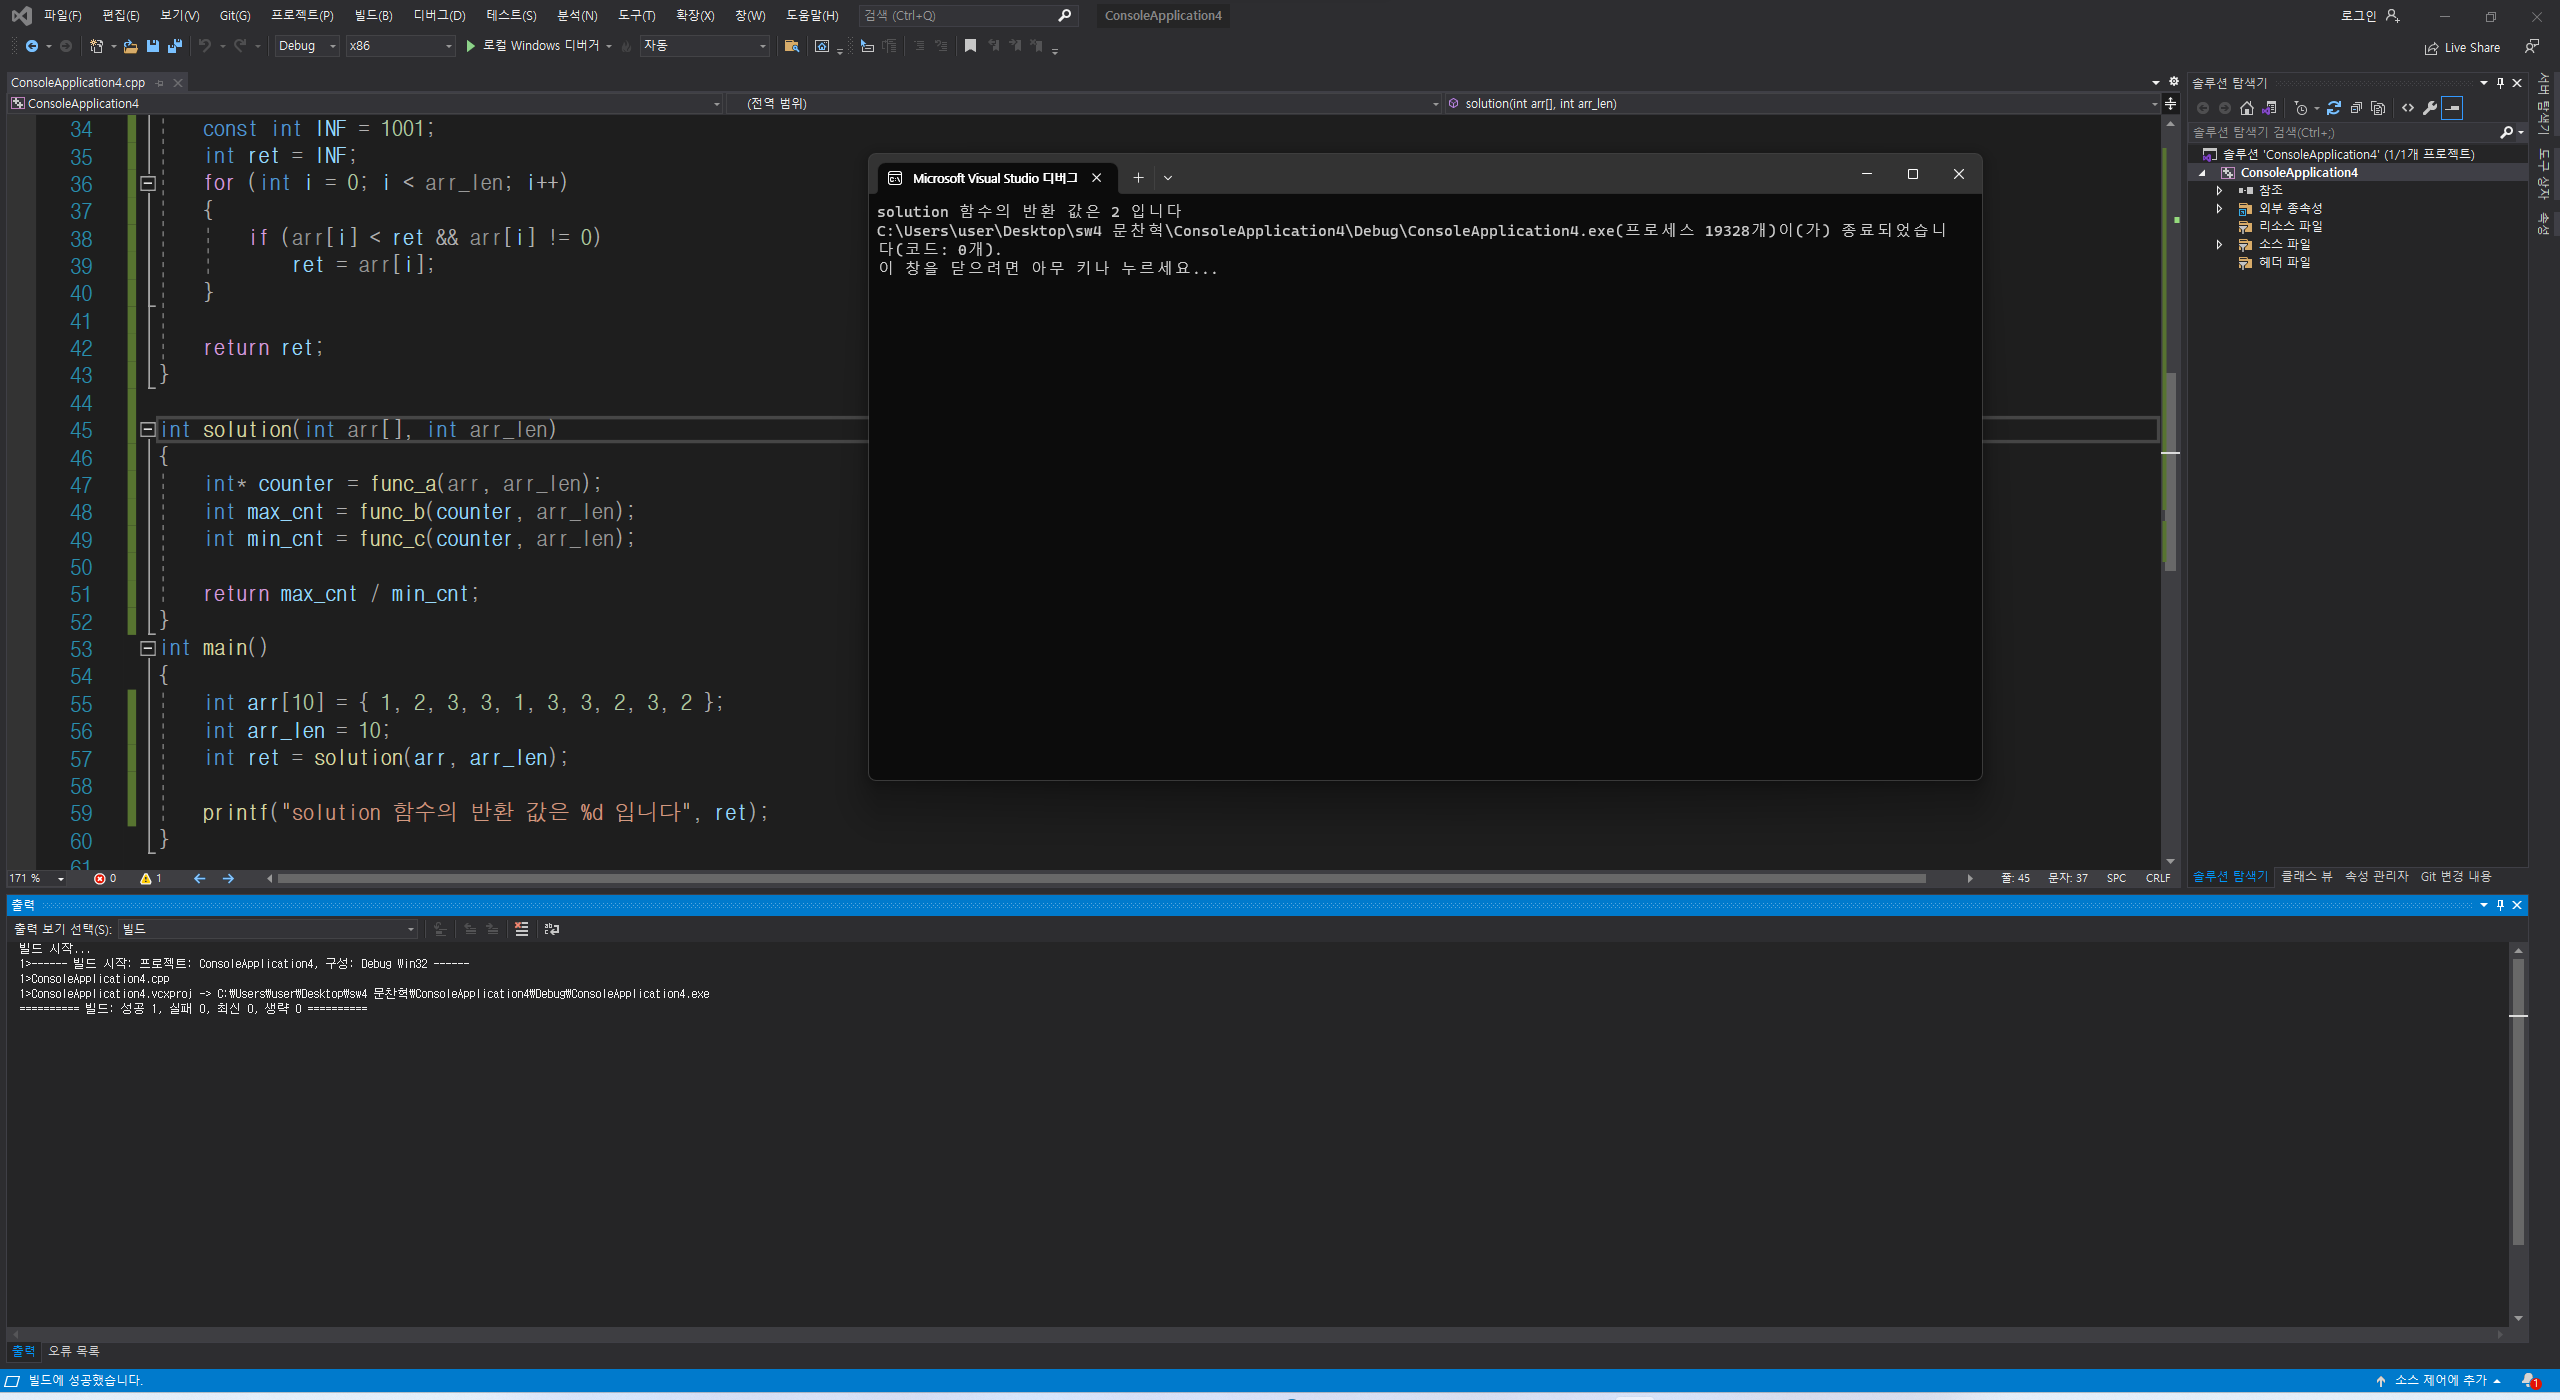 파일(F) 편집(E) 보기(V) Git(G) 프로젝트(P) 빌드(B) 디버그(D) 테스트(S) 분석(N) 도구(T) 확장(X) 창(W) 도움말(H) 검색 (Ctrl+Q) ConsoleApplication4 로그인
Debug x86 로컬 Windows 디버거 자동 Live Share
ConsoleApplication4.cpp
ConsoleApplication4 (전역 범위) solution(int arr[], int arr_len)
34 const int INF = 1001;
35 int ret = INF;
36 for (int i = 0; i < arr_len; i++)
37 {
38 if (arr[i] < ret && arr[i] != 0)
39 ret = arr[i];
40 }
41
42 return ret;
43 }
44
45 int solution(int arr[], int arr_len)
46 {
47 int* counter = func_a(arr, arr_len);
48 int max_cnt = func_b(counter, arr_len);
49 int min_cnt = func_c(counter, arr_len);
50
51 return max_cnt / min_cnt;
52 }
53 int main()
54 {
55 int arr[10] = { 1, 2, 3, 3, 1, 3, 3, 2, 3, 2 };
56 int arr_len = 10;
57 int ret = solution(arr, arr_len);
58
59 printf("solution 함수의 반환 값은 %d 입니다", ret);
60 }
61
171 % 0 1 줄: 45 문자: 37 SPC CRLF
Microsoft Visual Studio 디버그
solution 함수의 반환 값은 2 입니다
C:\Users\user\Desktop\sw4 문찬혁\ConsoleApplication4\Debug\ConsoleApplication4.exe(프로세스 19328개)이(가) 종료되었습니
다(코드: 0개).
이 창을 닫으려면 아무 키나 누르세요...
솔루션 탐색기
솔루션 탐색기 검색(Ctrl+;)
솔루션 'ConsoleApplication4' (1/1개 프로젝트)
ConsoleApplication4
참조
외부 종속성
리소스 파일
소스 파일
헤더 파일
솔루션 탐색기 클래스 뷰 속성 관리자 Git 변경 내용
서버 탐색기
도구 상자
속성
출력
출력 보기 선택(S): 빌드
빌드 시작...
1>------ 빌드 시작: 프로젝트: ConsoleApplication4, 구성: Debug Win32 ------
1>ConsoleApplication4.cpp
1>ConsoleApplication4.vcxproj -> C:₩Users₩user₩Desktop₩sw4 문찬혁₩ConsoleApplication4₩Debug₩ConsoleApplication4.exe
========== 빌드: 성공 1, 실패 0, 최신 0, 생략 0 ==========
출력 오류 목록
빌드에 성공했습니다. 소스 제어에 추가 1